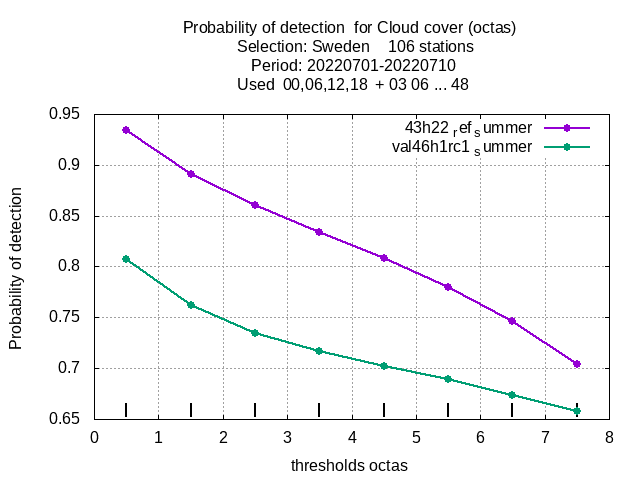 Probability of detection  for Cloud cover (octas)
Selection: Sweden    106 stations
Period: 20220701-20220710
Used  00,06,12,18  + 03 06 ... 48
0.95
0.9
0.85
0.8
0.75
0.7
0.65
Probability of detection
43h22 ref summer
val46h1rc1 summer
0 1 2 3 4 5 6 7 8
thresholds octas